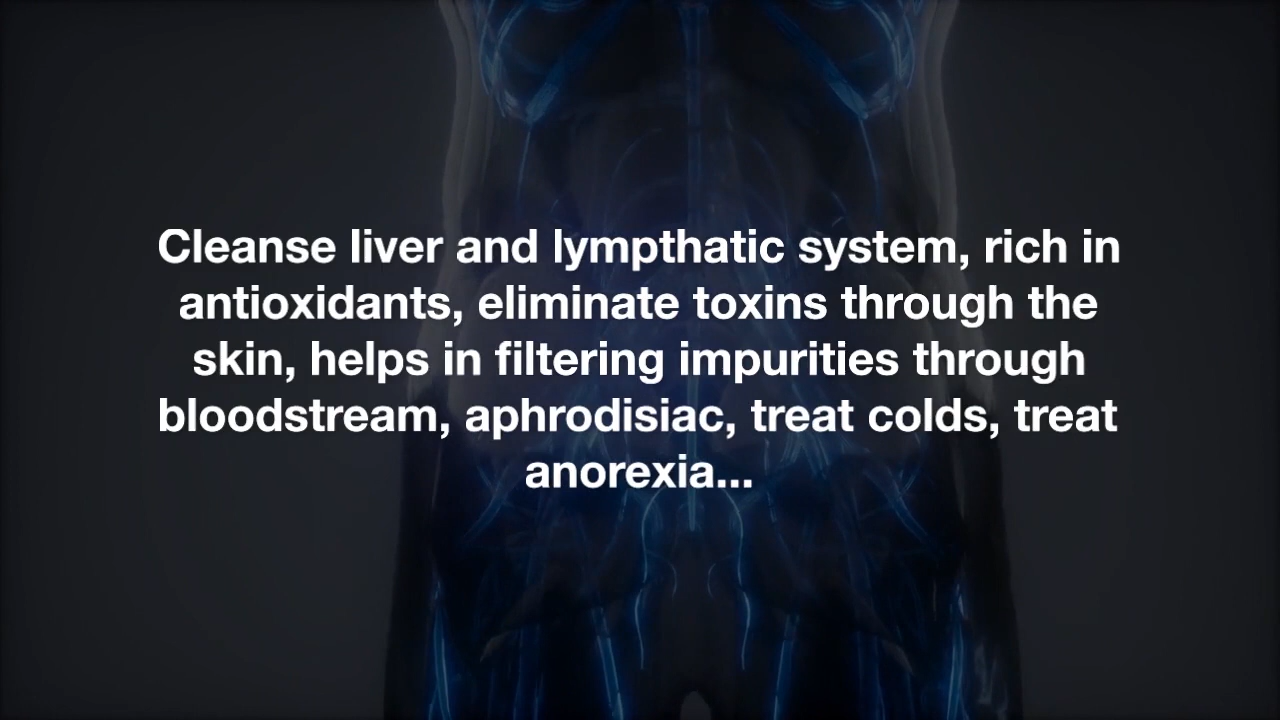 Cleanse liver and lympthatic system, rich in
antioxidants, eliminate toxins through the
skin, helps in filtering impurities through
bloodstream, aphrodisiac, treat colds, treat
anorexia...